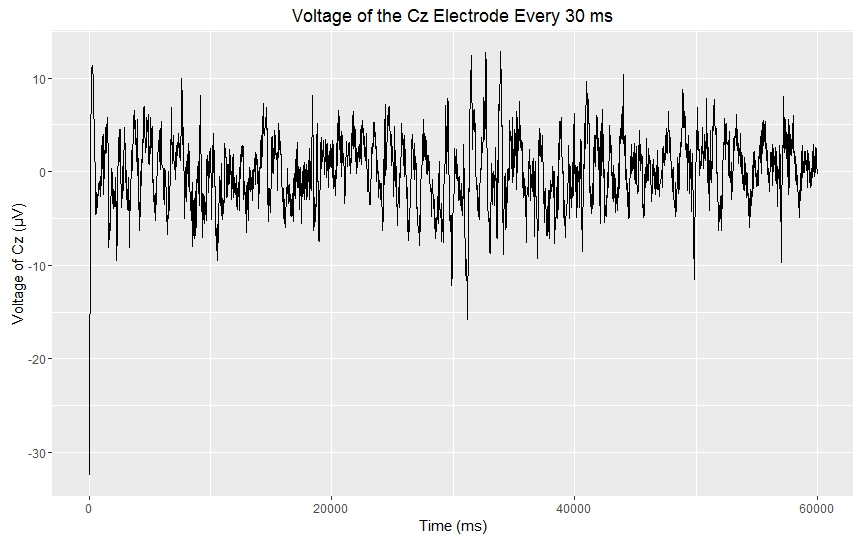 Voltage of the Cz Electrode Every 30 ms
Voltage of Cz (µV)
10
0
-10
-20
-30
0 20000 40000 60000
Time (ms)